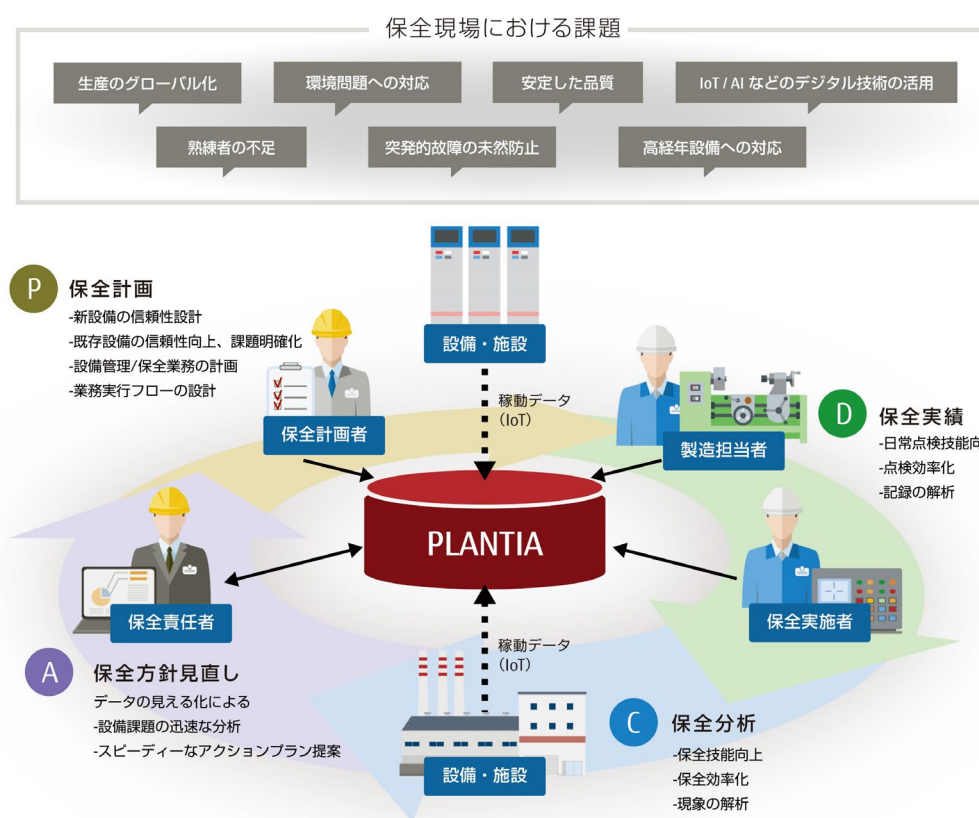 保全現場における課題
生産のグローバル化
環境問題への対応
安定した品質
IoT / AI などのデジタル技術の活用
熟練者の不足
突発的故障の未然防止
高経年設備への対応
P
保全計画
-新設備の信頼性設計
-既存設備の信頼性向上、課題明確化
-設備管理/保全業務の計画
-業務実行フローの設計
保全計画者
設備・施設
稼動データ
（IoT）
製造担当者
D
保全実績
-日常点検技能向
-点検効率化
-記録の解析
PLANTIA
保全責任者
保全実施者
稼動データ
（IoT）
A
保全方針見直し
データの見える化による
-設備課題の迅速な分析
-スピーディーなアクションプラン提案
設備・施設
C
保全分析
-保全技能向上
-保全効率化
-現象の解析